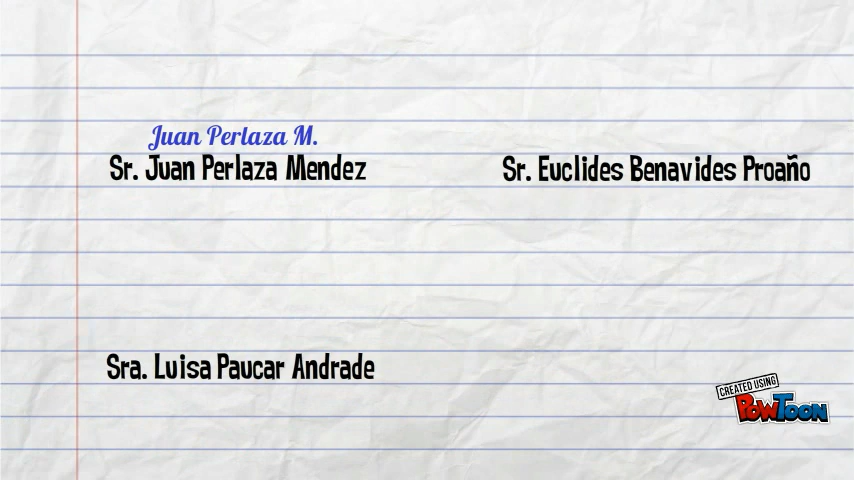 Juan Perlaza M.
Sr. Juan Perlaza Mendez
Sr. Euclides Benavides Proaño
Sra. Luisa Paucar Andrade
CREATED USING
POWTOON